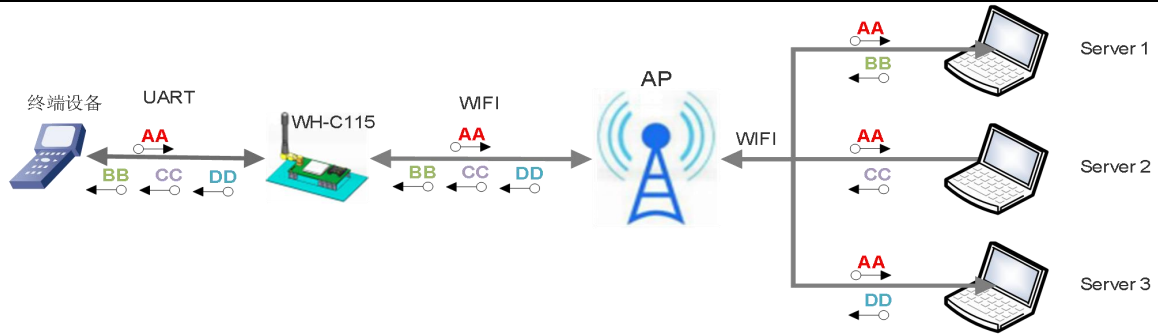 终端设备
UART
AA
BB CC DD
WH-C115
WIFI
AA
BB CC DD
AP
WIFI
AA
BB
Server 1
AA
CC
Server 2
AA
DD
Server 3